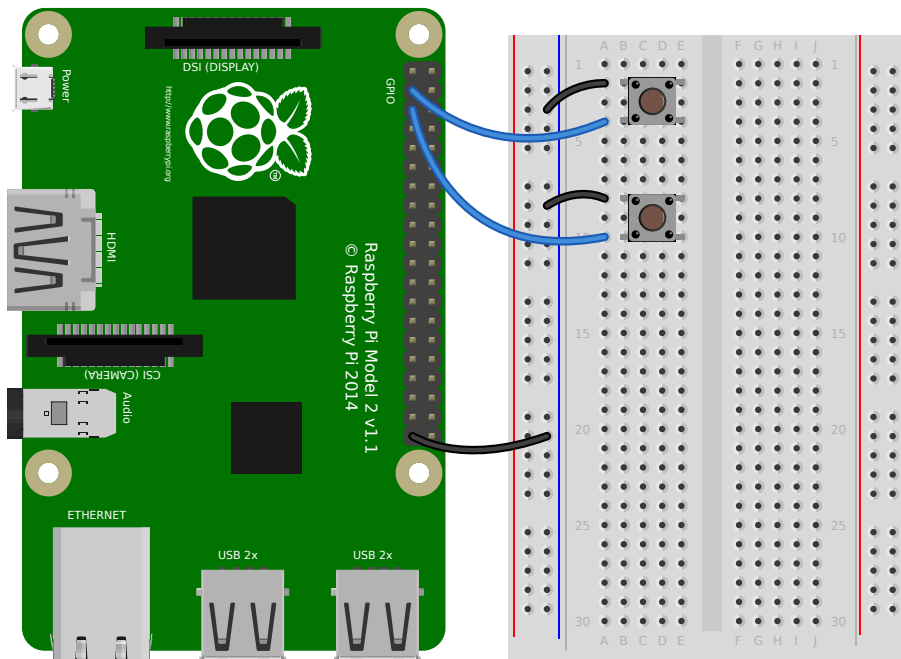 DSI (DISPLAY)
Power
GPIO
http://www.raspberrypi.org
TM
HDMI
Raspberry Pi Model 2 v1.1
© Raspberry Pi 2014
CSI (CAMERA)
Audio
ETHERNET
USB 2x
USB 2x
A B C D E F G H I J
1 1
5 5
10 10
15 15
20 20
25 25
30 30
A B C D E F G H I J